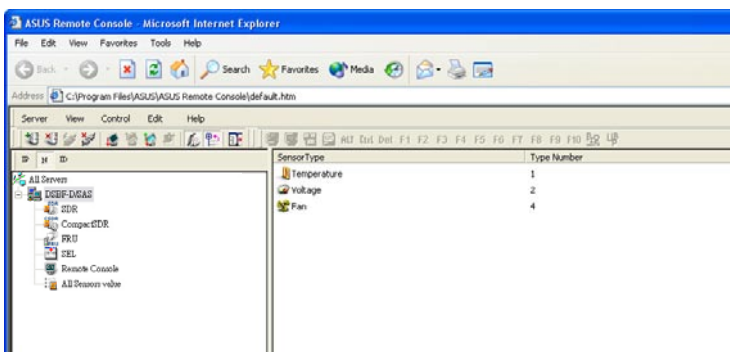 ASUS Remote Console - Microsoft Internet Explorer
File Edit View Favorites Tools Help
Back Search Favorites Media
Address C:\Program Files\ASUS\ASUS Remote Console\default.htm
Server View Control Edit Help
ALT Ctrl Del F1 F2 F3 F4 F5 F6 F7 F8 F9 F10
SensorType Type Number
All Servers
Temperature 1
DSBF-D/SAS
Voltage 2
SDR
Fan 4
CompactSDR
FRU
SEL
Remote Console
All Sensors value